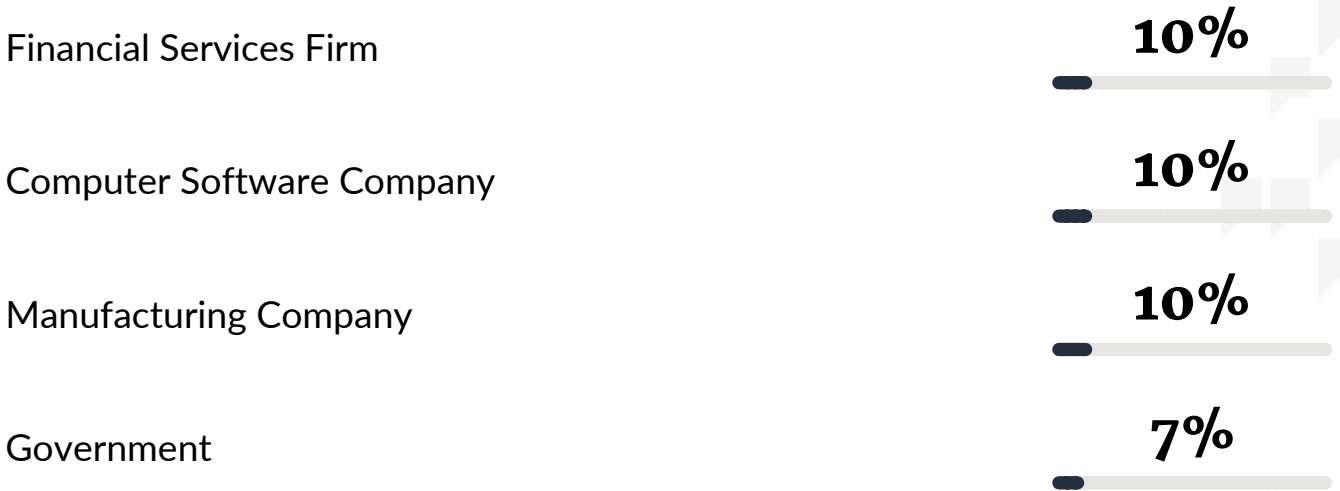 Financial Services Firm 10%
Computer Software Company 10%
Manufacturing Company 10%
Government 7%